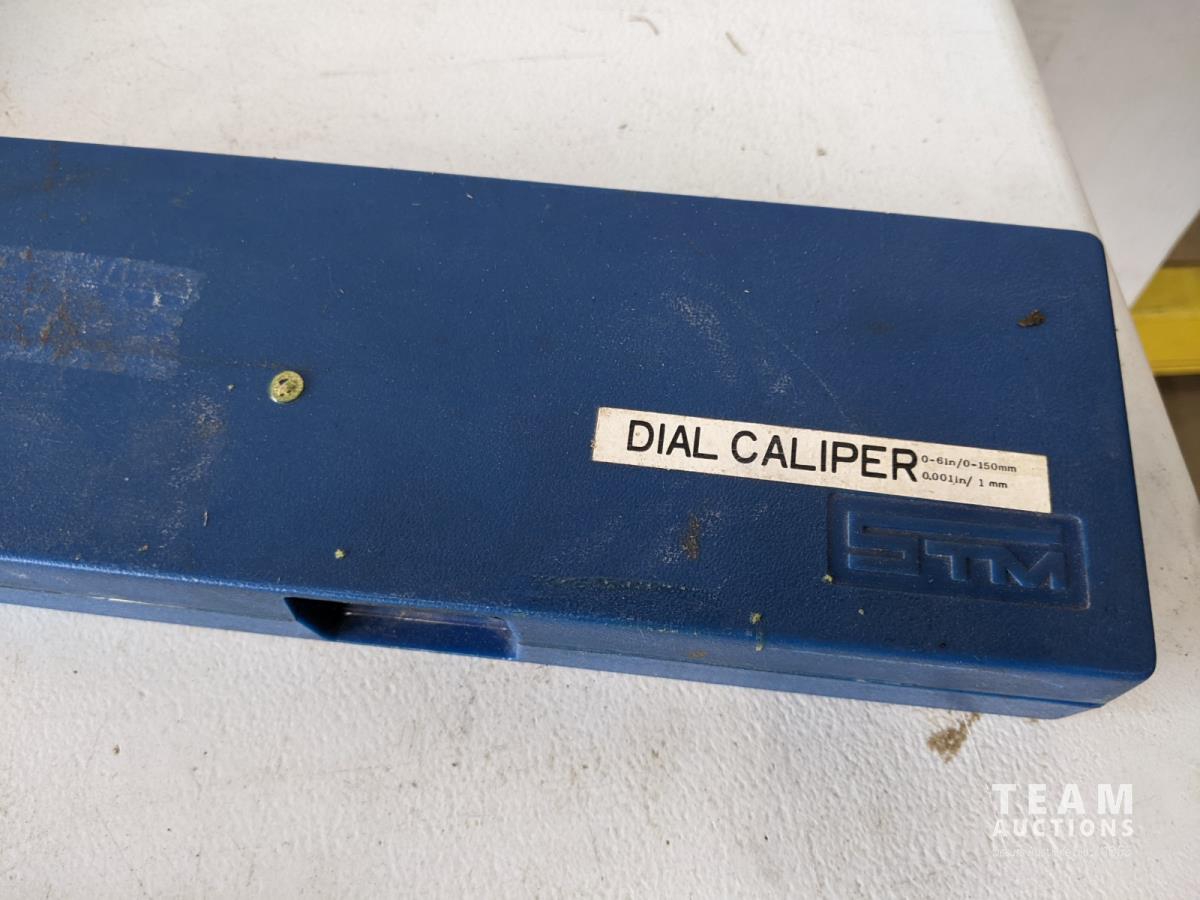 DIAL CALIPER
0-6in/0-150mm
0.001in/ 1 mm
STM
TEAM
AUCTIONS